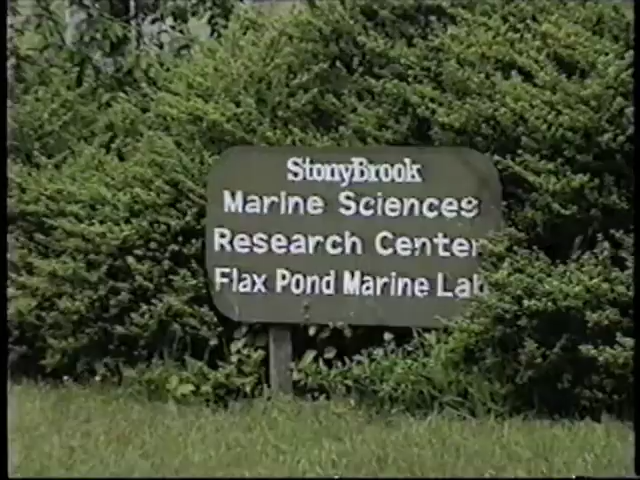 StonyBrook
Marine Sciences
Research Center
Flax Pond Marine Lab